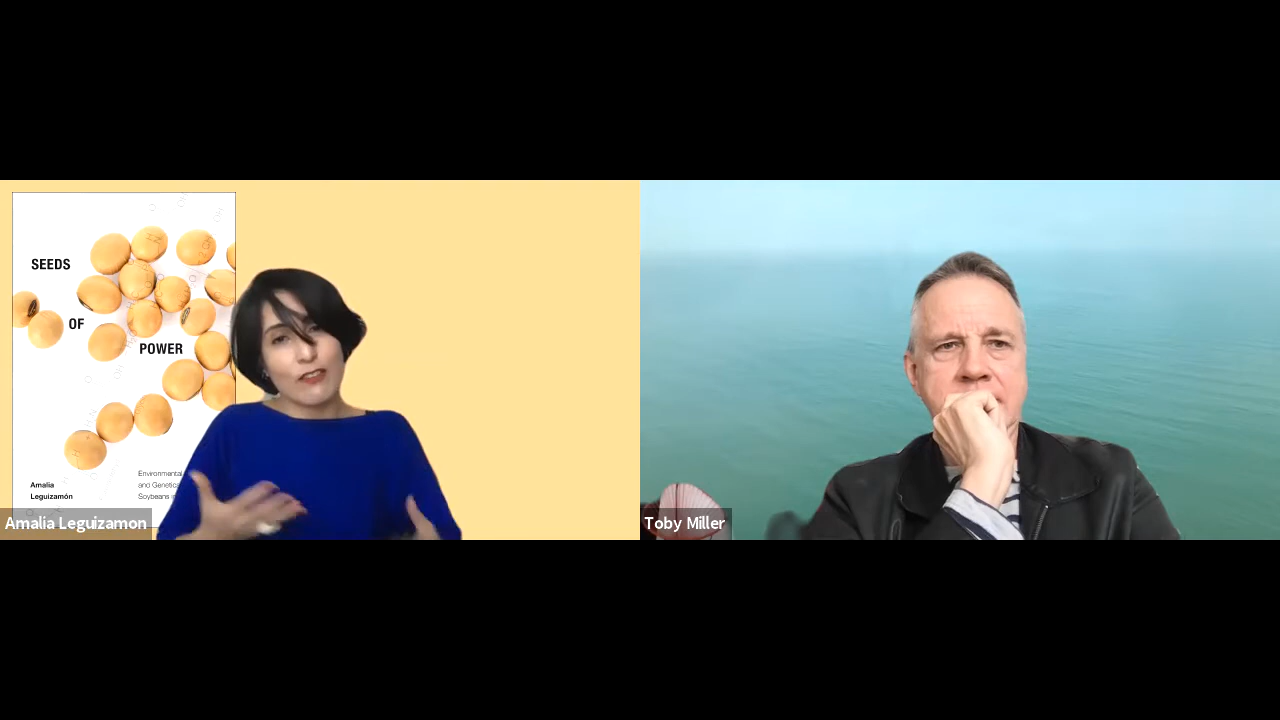 SEEDS
OF
POWER
Environmental
Amalia
and Genetic
Leguizamón
Soybeans
Amalia Leguizamon
Toby Miller